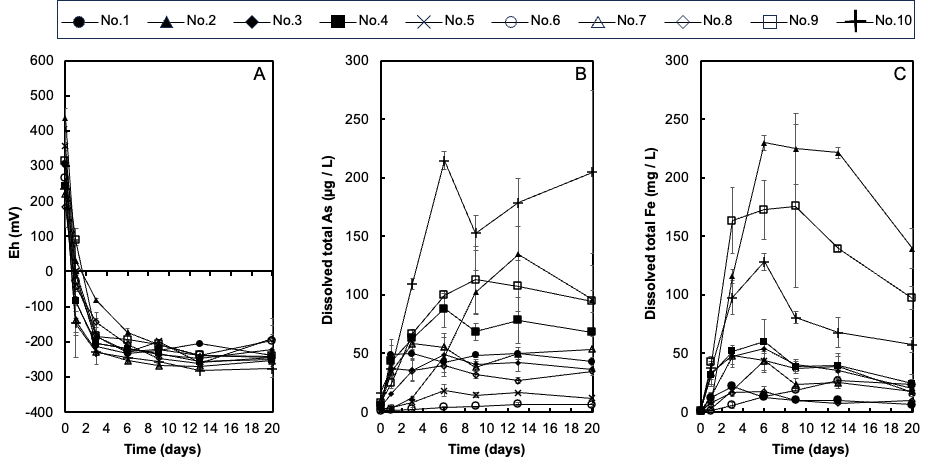 No.1 No.2 No.3 No.4 No.5 No.6 No.7 No.8 No.9 No.10
A
600
500
400
300
200
100
0
-100
-200
-300
-400
Eh (mV)
0 2 4 6 8 10 12 14 16 18 20
Time (days)
B
300
250
200
150
100
50
0
Dissolved total As (µg / L)
0 2 4 6 8 10 12 14 16 18 20
Time (days)
C
300
250
200
150
100
50
0
Dissolved total Fe (mg / L)
0 2 4 6 8 10 12 14 16 18 20
Time (days)